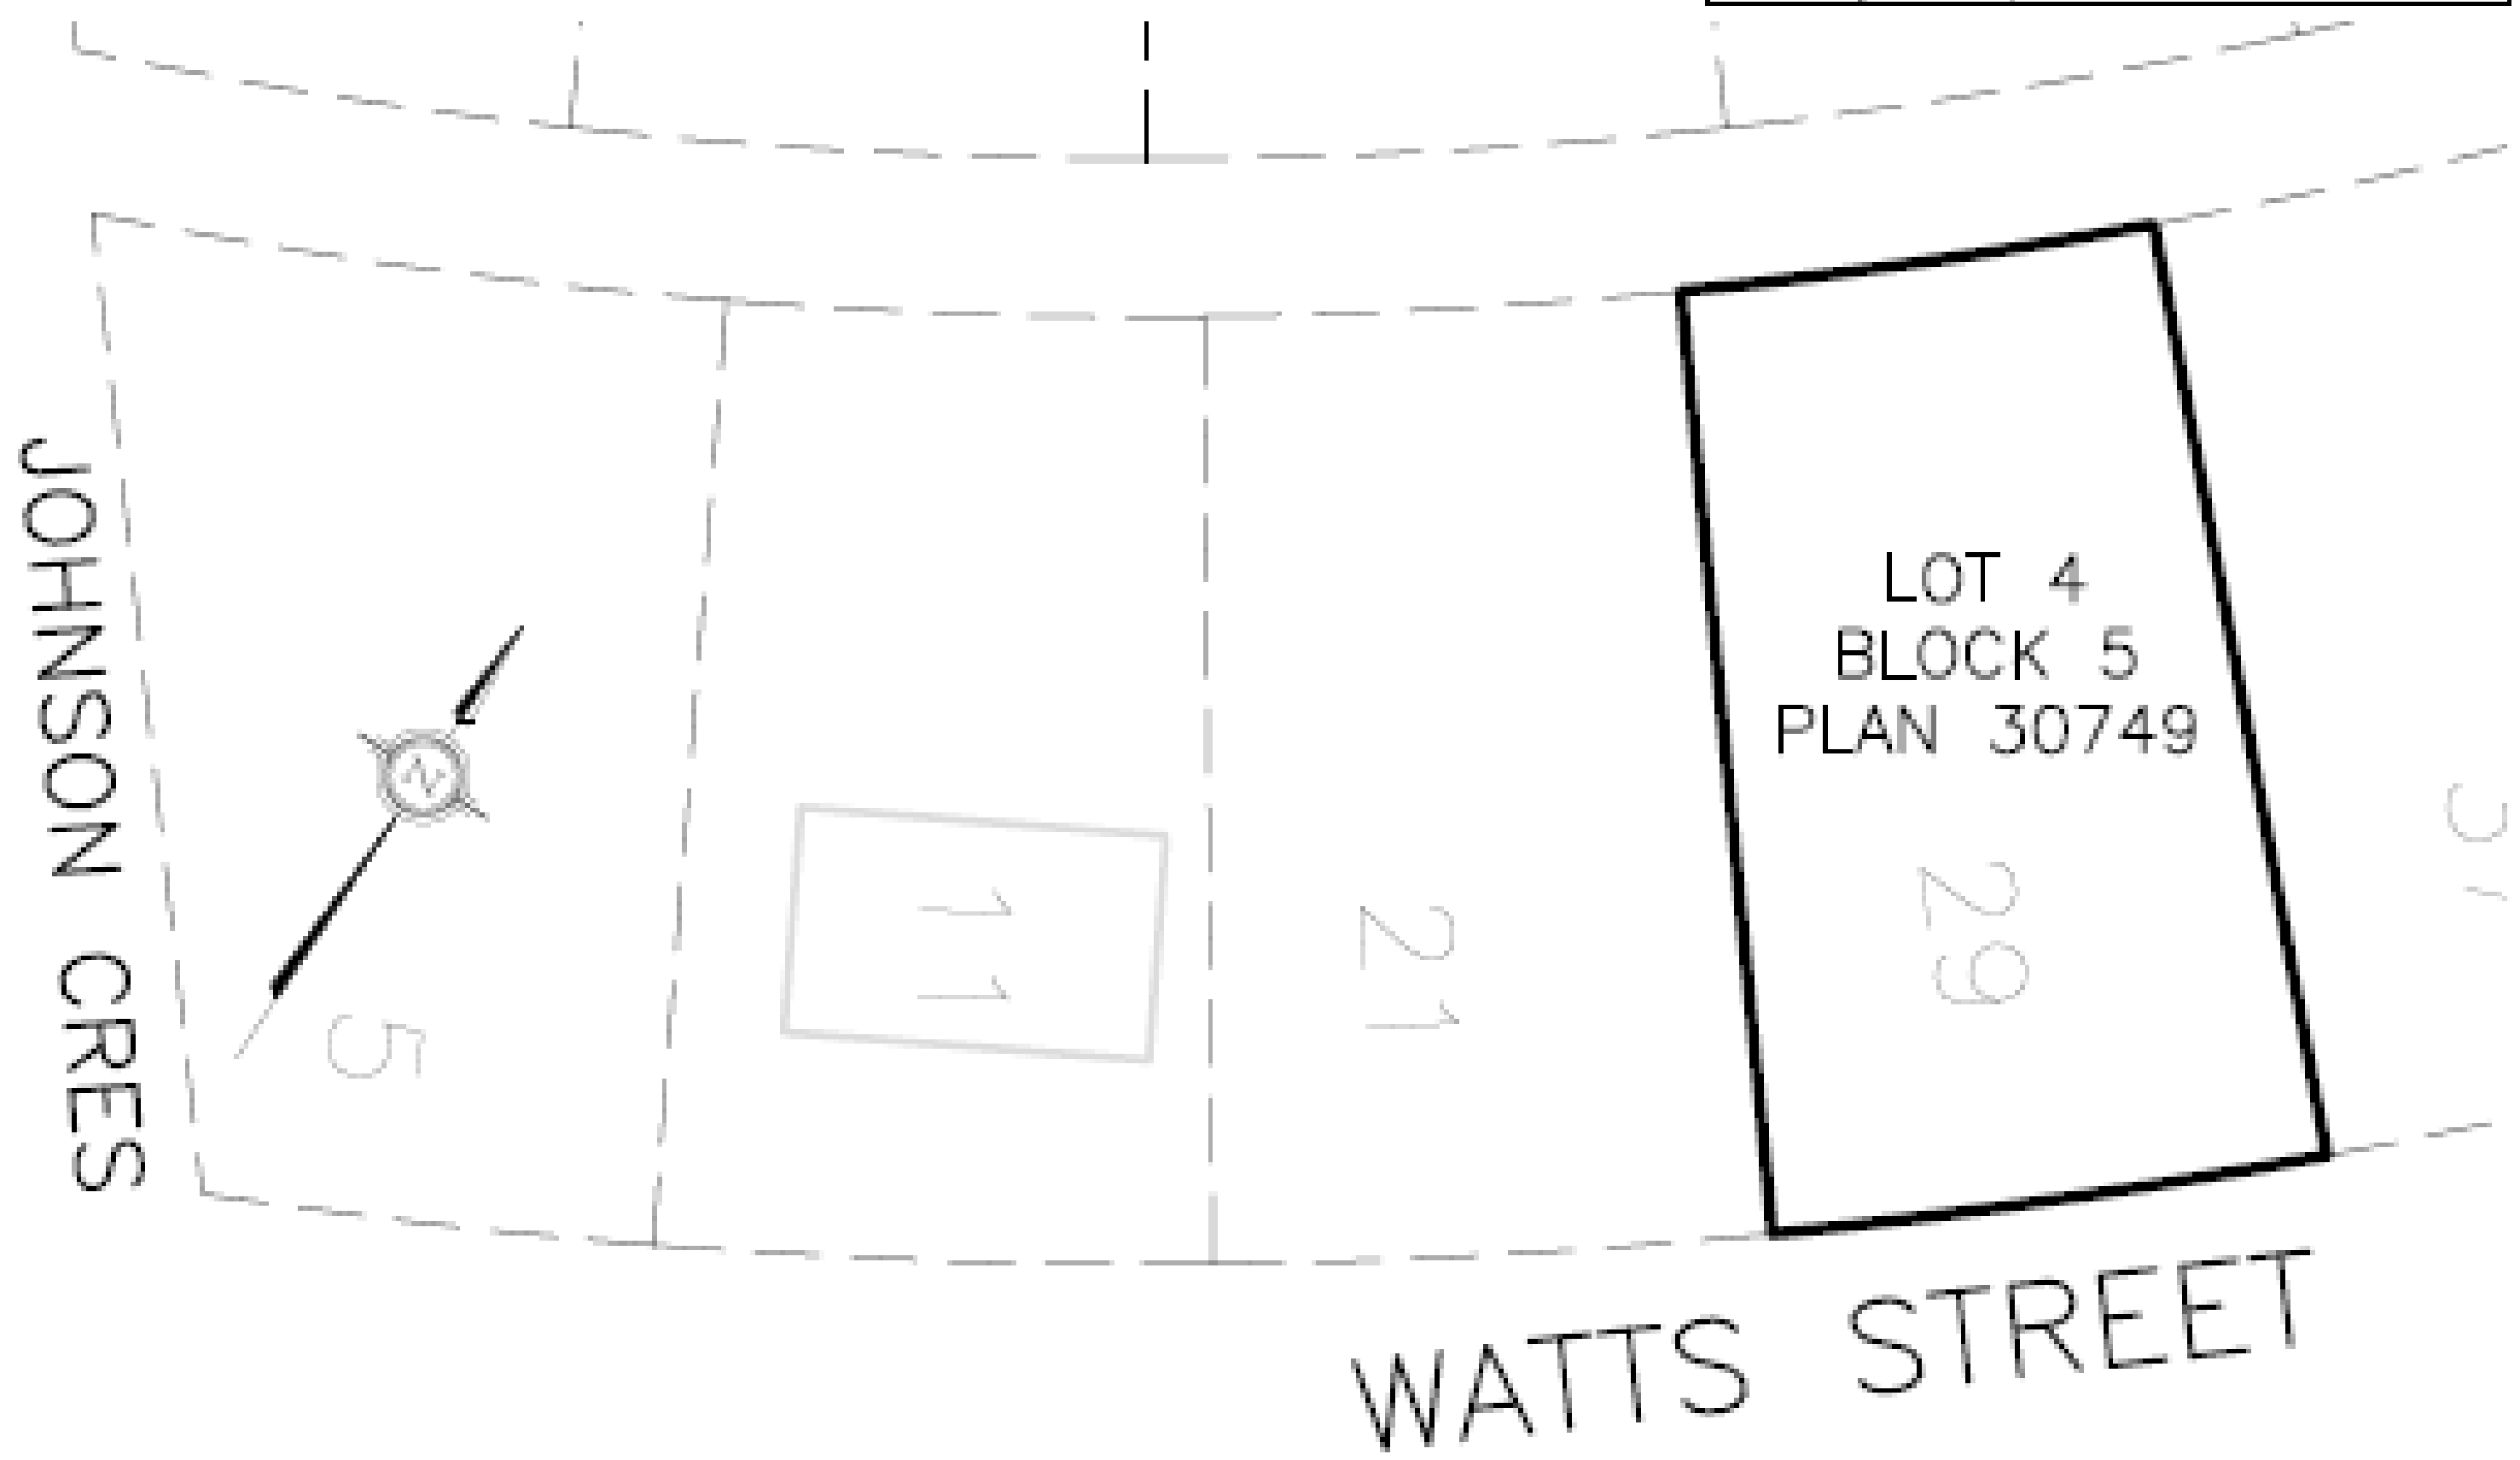 JOHNSON CRES
N
5
11
21
LOT 4
BLOCK 5
PLAN 30749
29
WATTS STREET